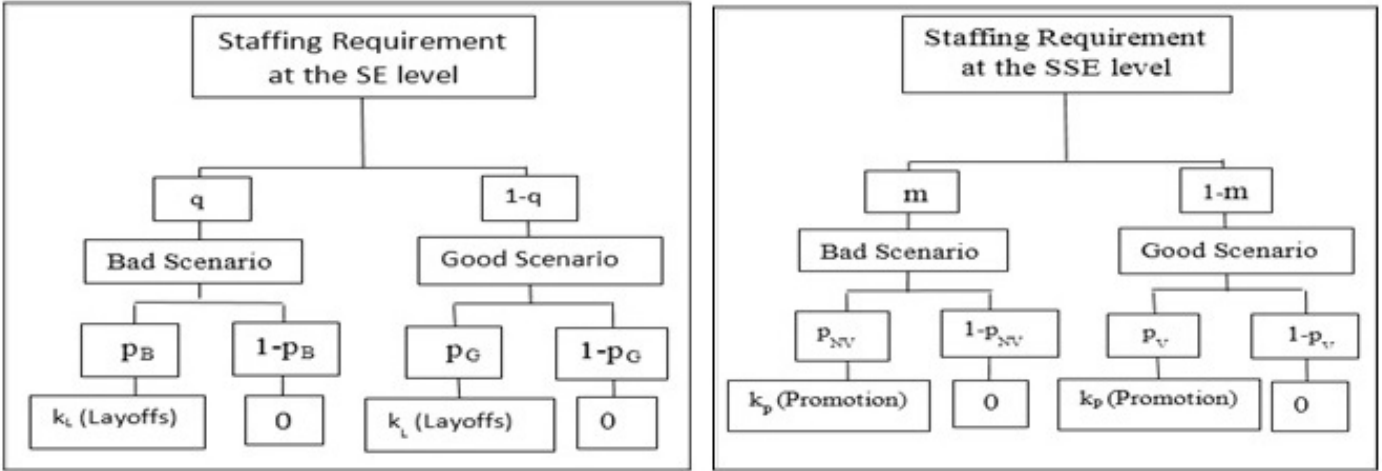 Staffing Requirement
at the SE level
q
1-q
Bad Scenario
Good Scenario
pB
1-pB
pG
1-pG
kL (Layoffs)
0
kL (Layoffs)
0
Staffing Requirement
at the SSE level
m
1-m
Bad Scenario
Good Scenario
pNV
1-pNV
pV
1-pV
kp (Promotion)
0
kP (Promotion)
0